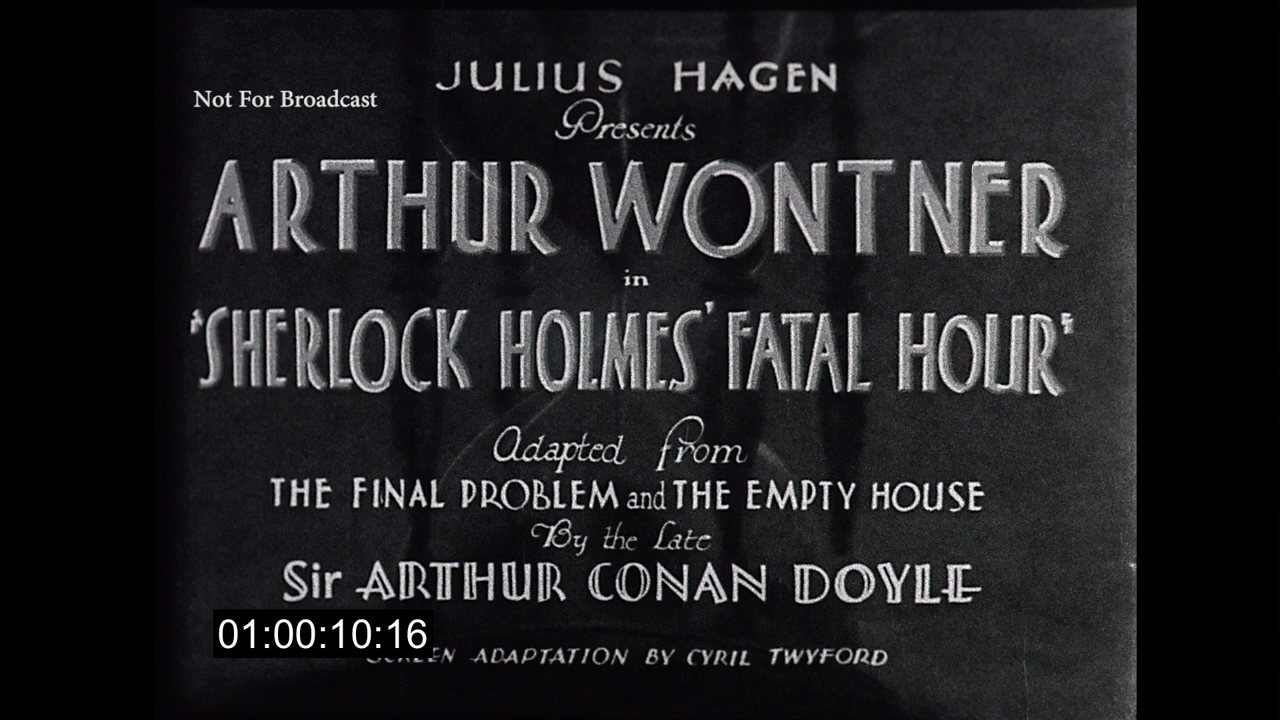 JULIUS HAGEN
Not For Broadcast
Presents
ARTHUR WONTNER
in
'SHERLOCK HOLMES' FATAL HOUR'
Adapted from
THE FINAL PROBLEM and THE EMPTY HOUSE
By the Late
Sir ARTHUR CONAN DOYLE
01:00:10:16
SCREEN ADAPTATION BY CYRIL TWYFORD